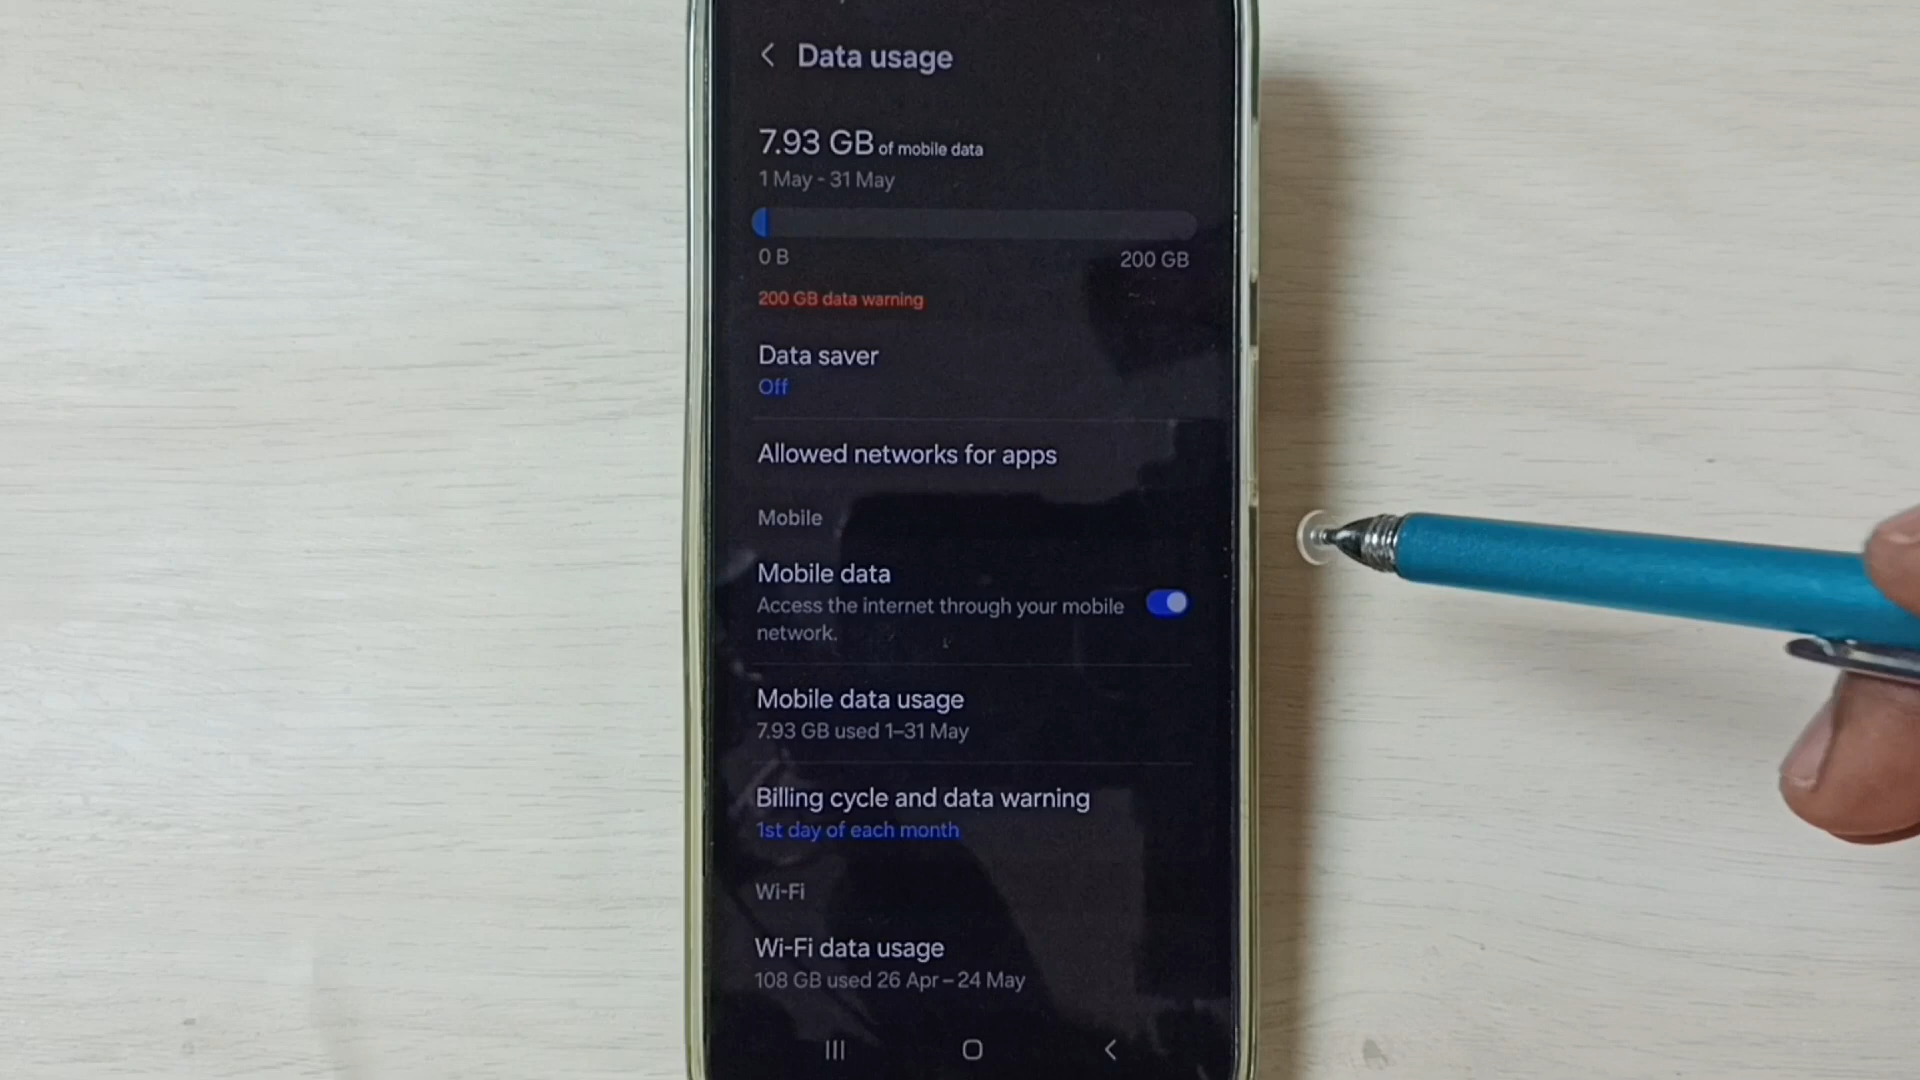 Data usage
7.93 GB of mobile data
1 May - 31 May
0 B
200 GB
200 GB data warning
Data saver
Off
Allowed networks for apps
Mobile
Mobile data
Access the internet through your mobile
network.
Mobile data usage
7.93 GB used 1–31 May
Billing cycle and data warning
1st day of each month
Wi-Fi
Wi-Fi data usage
108 GB used 26 Apr – 24 May